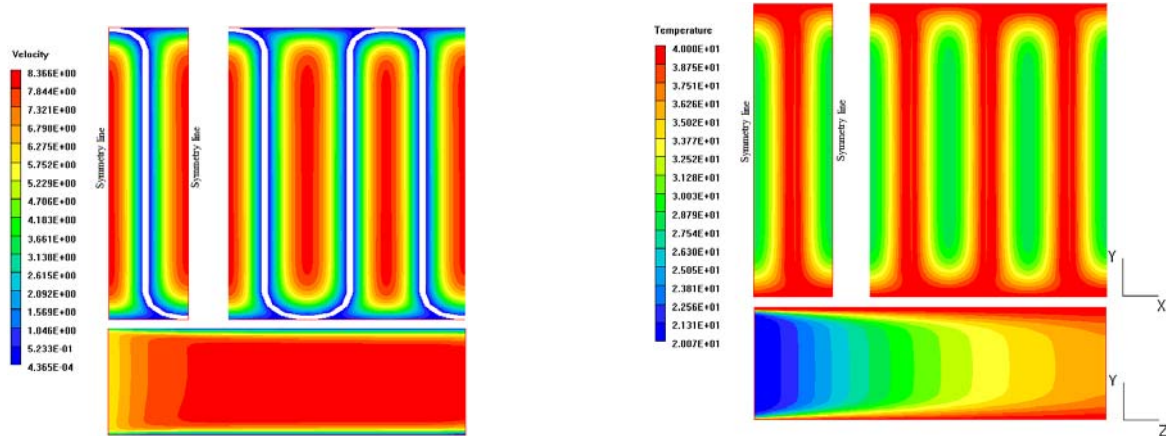 Velocity
8.366E+00
7.844E+00
7.321E+00
6.798E+00
6.275E+00
5.752E+00
5.229E+00
4.706E+00
4.183E+00
3.661E+00
3.138E+00
2.615E+00
2.092E+00
1.569E+00
1.046E+00
5.233E-01
4.365E-04
Symmetry line
Symmetry line
Temperature
4.000E+01
3.875E+01
3.751E+01
3.626E+01
3.502E+01
3.377E+01
3.252E+01
3.128E+01
3.003E+01
2.879E+01
2.754E+01
2.630E+01
2.505E+01
2.381E+01
2.256E+01
2.131E+01
2.007E+01
Symmetry line
Symmetry line
Y
X
Y
Z